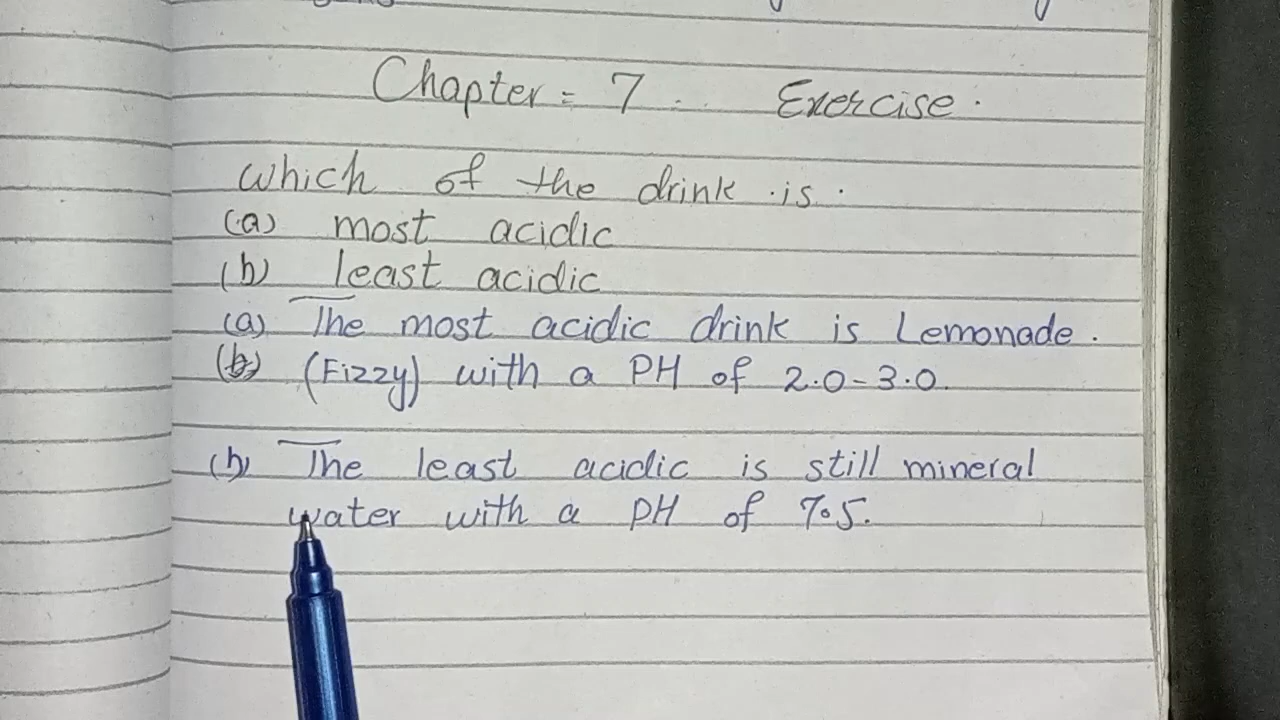 Chapter = 7. Exercise.
which of the drink is.
(a) most acidic
(b) least acidic
(a) The most acidic drink is Lemonade.
(b) (Fizzy) with a PH of 2.0-3.0.
(b) The least acidic is still mineral
water with a PH of 7.5.